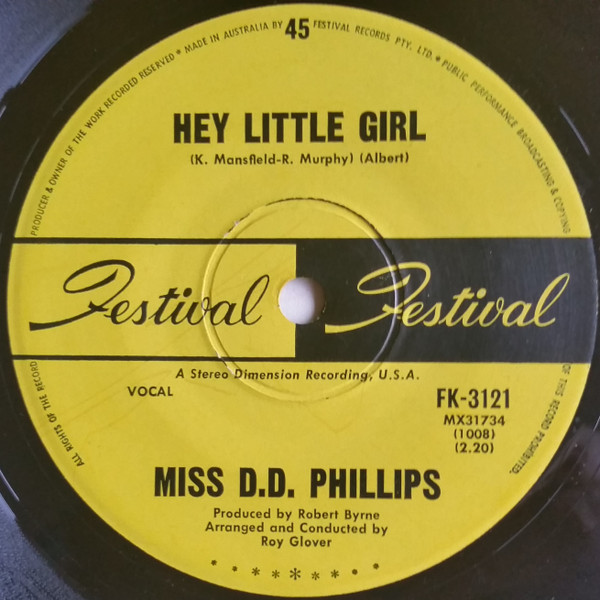 PRODUCER & OWNER OF THE WORK RECORDED RESERVED * MADE IN AUSTRALIA BY FESTIVAL RECORDS PTY. LTD. * PUBLIC PERFORMANCE BROADCASTING & COPYING
45
HEY LITTLE GIRL
(K. Mansfield-R. Murphy) (Albert)
Festival Festival
A Stereo Dimension Recording, U.S.A.
VOCAL
FK-3121
MX31734
(1008)
(2.20)
ALL RIGHTS OF THE RECORD
OF THIS RECORD PROHIBITED.
MISS D.D. PHILLIPS
Produced by Robert Byrne
Arranged and Conducted by
Roy Glover